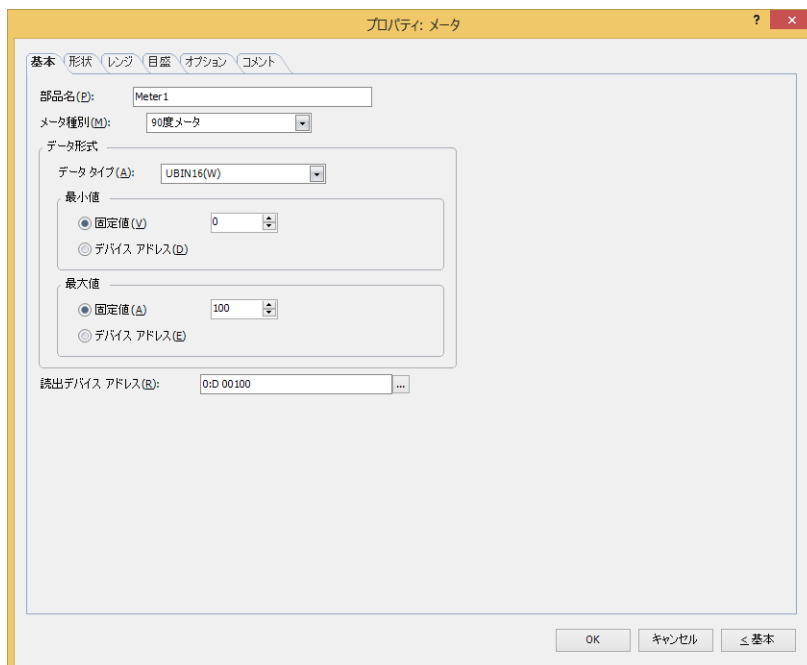 プロパティ: メータ
? ×
基本 形状 レンジ 目盛 オプション コメント
部品名(P): Meter1
メータ種別(M): 90度メータ
データ形式
データ タイプ(A): UBIN16(W)
最小値
固定値(V) 0
デバイス アドレス(D)
最大値
固定値(A) 100
デバイス アドレス(E)
読出デバイス アドレス(R): 0:D 00100 ...
OK キャンセル < 基本